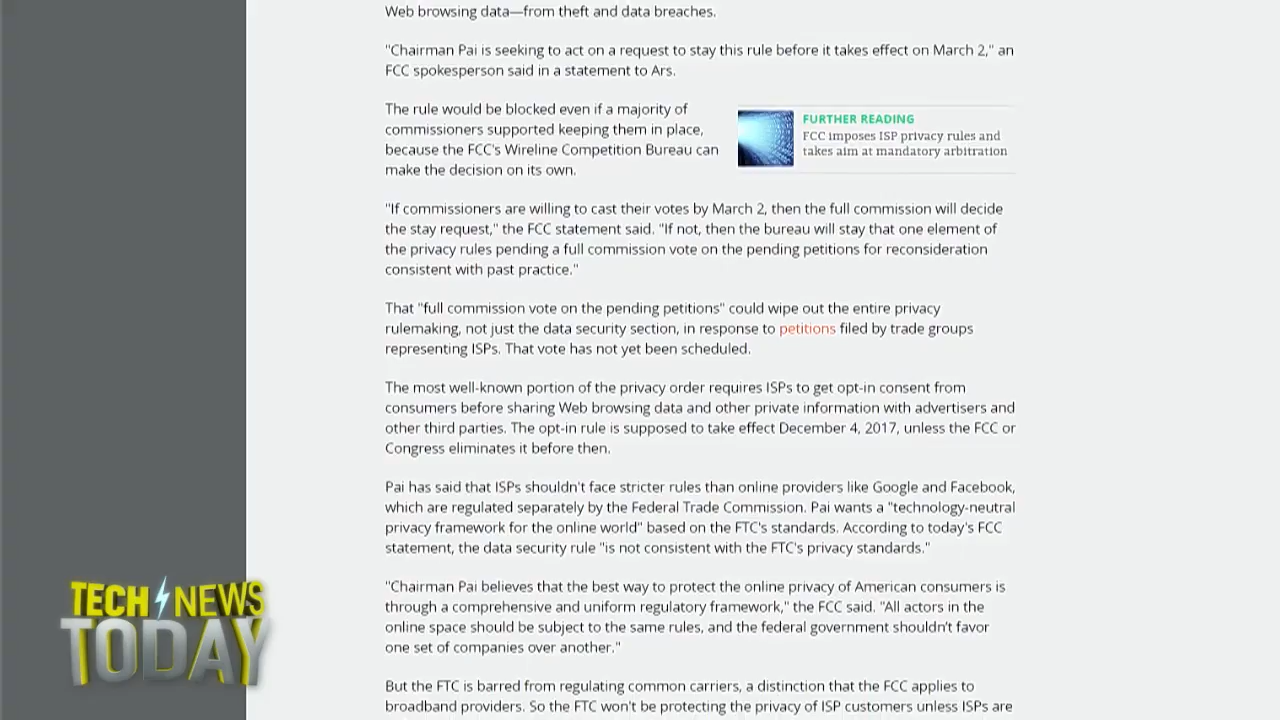 Web browsing data—from theft and data breaches.
"Chairman Pai is seeking to act on a request to stay this rule before it takes effect on March 2," an
FCC spokesperson said in a statement to Ars.
The rule would be blocked even if a majority of
commissioners supported keeping them in place,
because the FCC's Wireline Competition Bureau can
make the decision on its own.
FURTHER READING
FCC imposes ISP privacy rules and
takes aim at mandatory arbitration
"If commissioners are willing to cast their votes by March 2, then the full commission will decide
the stay request," the FCC statement said. "If not, then the bureau will stay that one element of
the privacy rules pending a full commission vote on the pending petitions for reconsideration
consistent with past practice."
That "full commission vote on the pending petitions" could wipe out the entire privacy
rulemaking, not just the data security section, in response to petitions filed by trade groups
representing ISPs. That vote has not yet been scheduled.
The most well-known portion of the privacy order requires ISPs to get opt-in consent from
consumers before sharing Web browsing data and other private information with advertisers and
other third parties. The opt-in rule is supposed to take effect December 4, 2017, unless the FCC or
Congress eliminates it before then.
Pai has said that ISPs shouldn't face stricter rules than online providers like Google and Facebook,
which are regulated separately by the Federal Trade Commission. Pai wants a "technology-neutral
privacy framework for the online world" based on the FTC's standards. According to today's FCC
statement, the data security rule "is not consistent with the FTC's privacy standards."
"Chairman Pai believes that the best way to protect the online privacy of American consumers is
through a comprehensive and uniform regulatory framework," the FCC said. "All actors in the
online space should be subject to the same rules, and the federal government shouldn't favor
one set of companies over another."
But the FTC is barred from regulating common carriers, a distinction that the FCC applies to
broadband providers. So the FTC won't be protecting the privacy of ISP customers unless ISPs are
TECH NEWS
TODAY